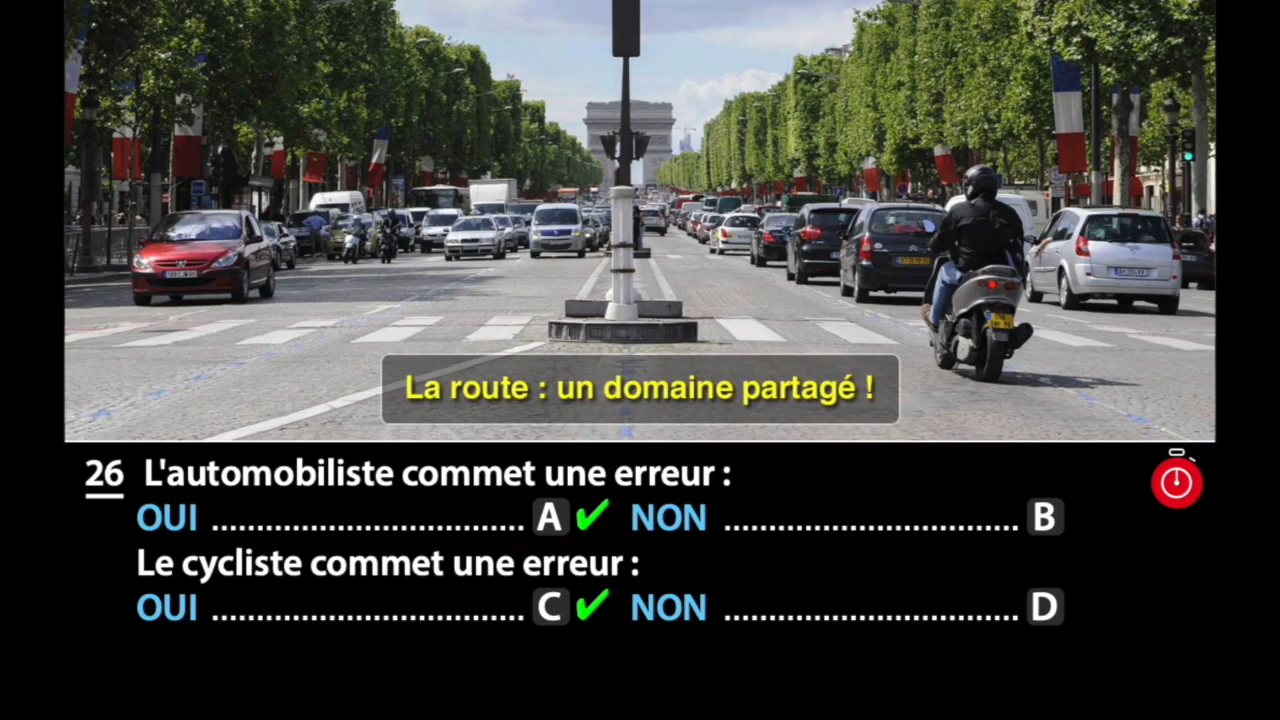 La route : un domaine partagé !
26 L'automobiliste commet une erreur :
OUI ................................... A ✔ NON ................................. B
Le cycliste commet une erreur :
OUI ................................... C ✔ NON ................................. D